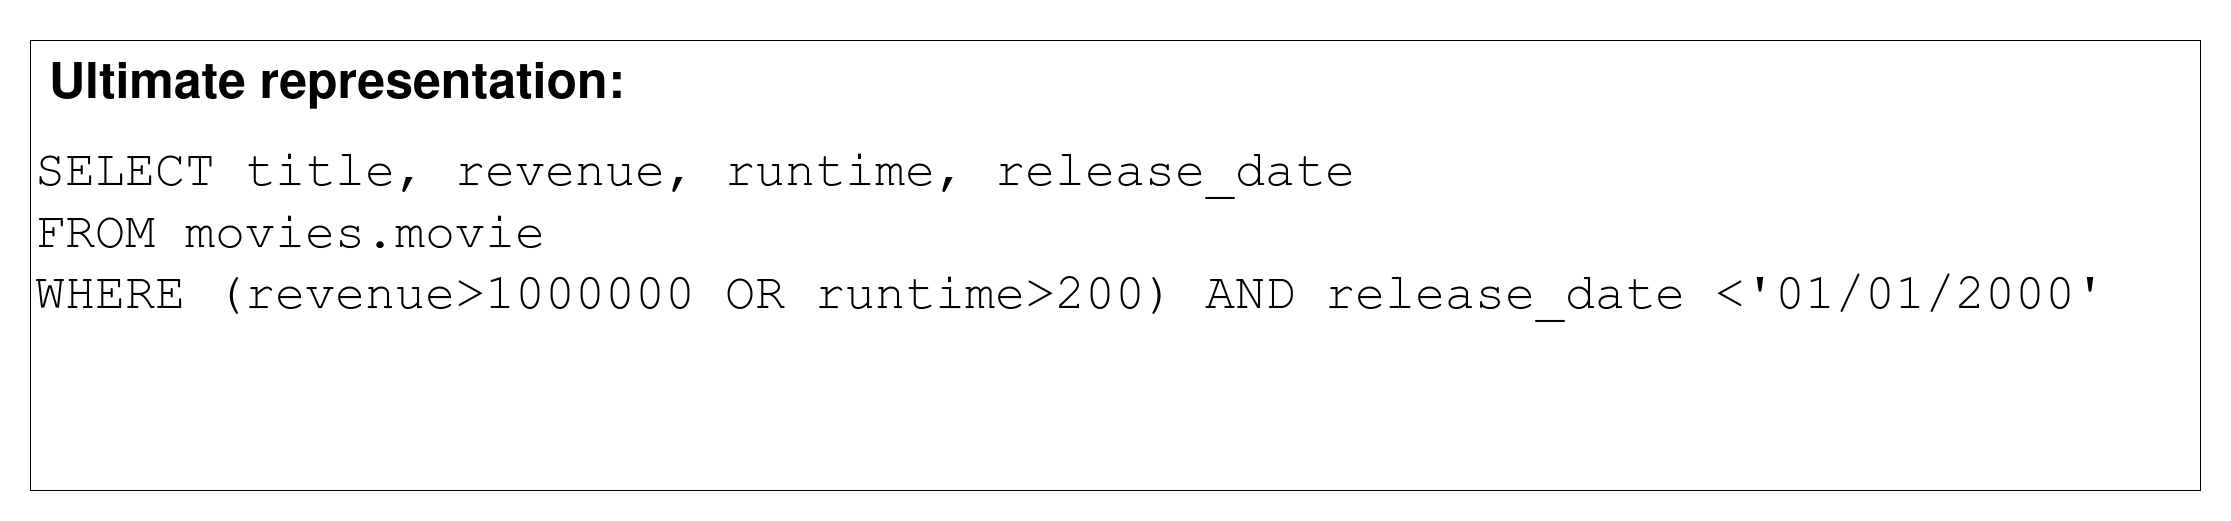 Ultimate representation:
SELECT title, revenue, runtime, release_date
FROM movies.movie
WHERE (revenue>1000000 OR runtime>200) AND release_date <'01/01/2000'